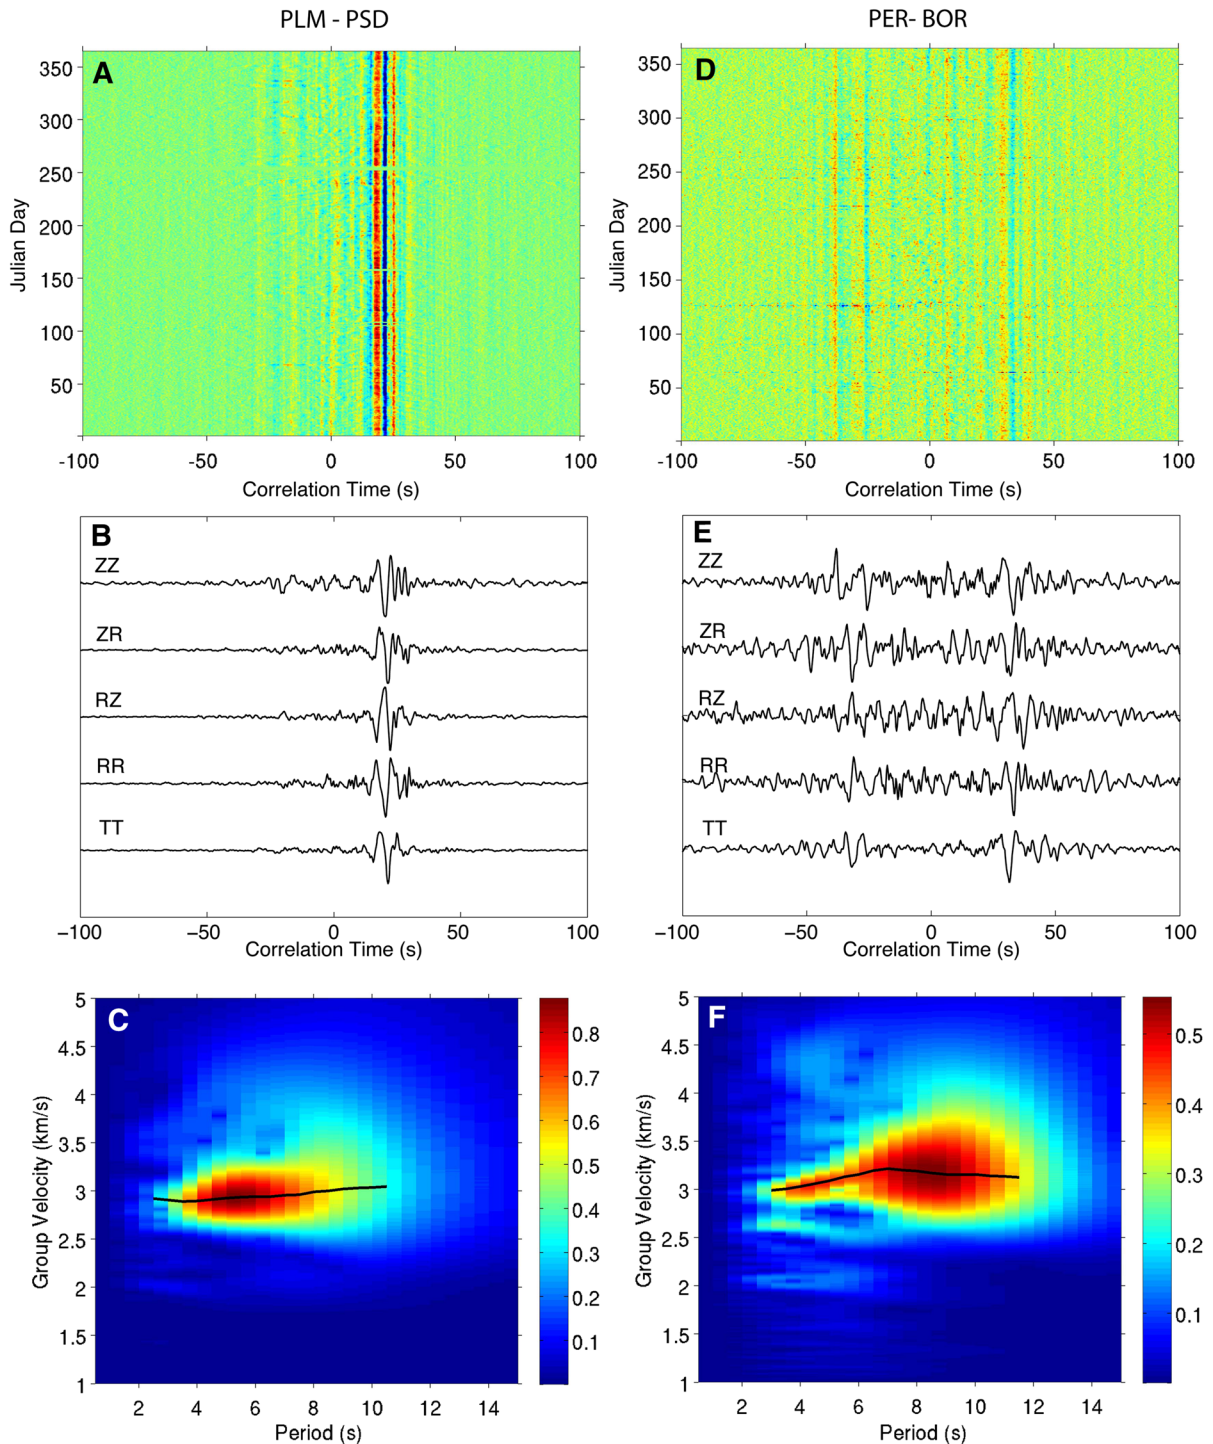 PLM - PSD
PER- BOR
A
350
300
250
200
150
100
50
Julian Day
-100 -50 0 50 100
Correlation Time (s)
D
350
300
250
200
150
100
50
Julian Day
-100 -50 0 50 100
Correlation Time (s)
B
ZZ
ZR
RZ
RR
TT
−100 −50 0 50 100
Correlation Time (s)
E
ZZ
ZR
RZ
RR
TT
−100 −50 0 50 100
Correlation Time (s)
C
5
4.5
4
3.5
3
2.5
2
1.5
1
Group Velocity (km/s)
2 4 6 8 10 12 14
Period (s)
0.8
0.7
0.6
0.5
0.4
0.3
0.2
0.1
F
5
4.5
4
3.5
3
2.5
2
1.5
1
Group Velocity (km/s)
2 4 6 8 10 12 14
Period (s)
0.5
0.4
0.3
0.2
0.1